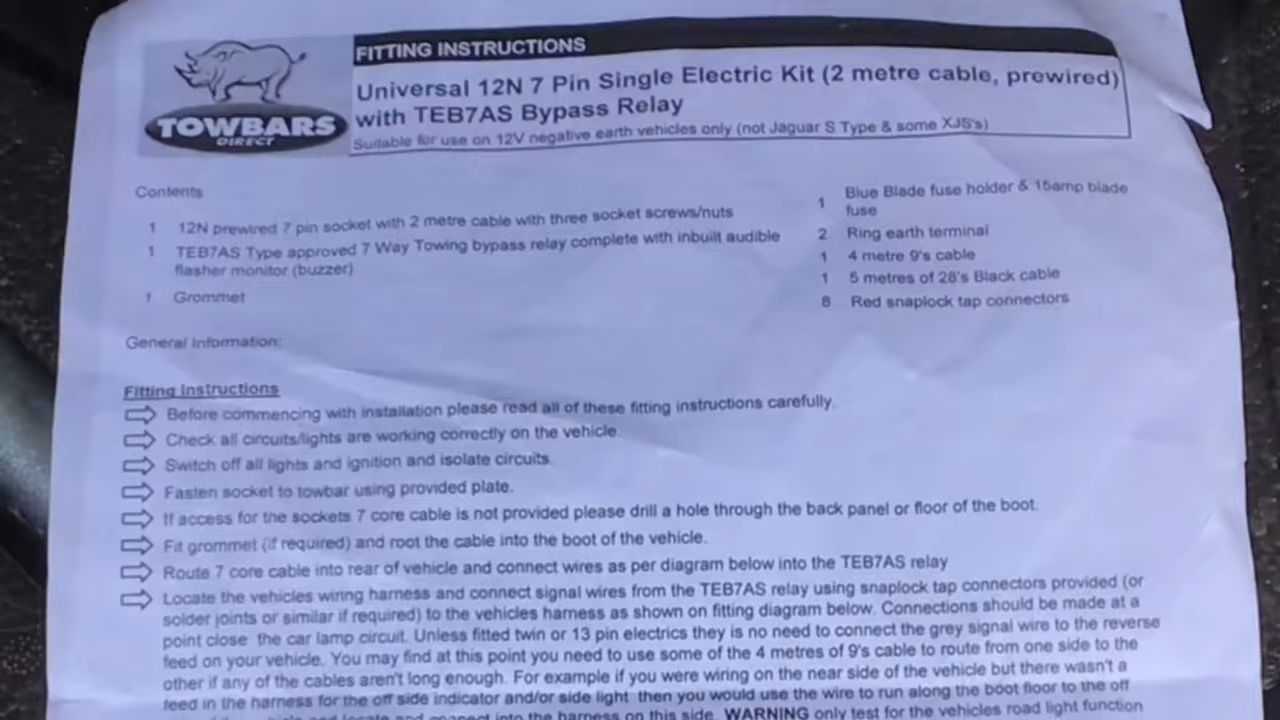 FITTING INSTRUCTIONS
Universal 12N 7 Pin Single Electric Kit (2 metre cable, prewired)
with TEB7AS Bypass Relay
Suitable for use on 12V negative earth vehicles only (not Jaguar S Type & some XJS's)
TOWBARS
DIRECT
Contents
1 12N prewired 7 pin socket with 2 metre cable with three socket screws/nuts
1 TEB7AS Type approved 7 Way Towing bypass relay complete with inbuilt audible
flasher monitor (buzzer)
1 Grommet
1 Blue Blade fuse holder & 15amp blade
fuse
2 Ring earth terminal
1 4 metre 9's cable
1 5 metres of 28's Black cable
8 Red snaplock tap connectors
General Information:
Fitting Instructions
Before commencing with installation please read all of these fitting instructions carefully.
Check all circuits/lights are working correctly on the vehicle.
Switch off all lights and ignition and isolate circuits.
Fasten socket to towbar using provided plate.
If access for the sockets 7 core cable is not provided please drill a hole through the back panel or floor of the boot.
Fit grommet (if required) and root the cable into the boot of the vehicle.
Route 7 core cable into rear of vehicle and connect wires as per diagram below into the TEB7AS relay
Locate the vehicles wiring harness and connect signal wires from the TEB7AS relay using snaplock tap connectors provided (or
solder joints or similar if required) to the vehicles harness as shown on fitting diagram below. Connections should be made at a
point close the car lamp circuit. Unless fitted twin or 13 pin electrics they is no need to connect the grey signal wire to the reverse
feed on your vehicle. You may find at this point you need to use some of the 4 metres of 9's cable to route from one side to the
other if any of the cables aren't long enough. For example if you were wiring on the near side of the vehicle but there wasn't a
feed in the harness for the off side indicator and/or side light then you would use the wire to run along the boot floor to the off
and connect into the harness on this side. WARNING only test for the vehicles road light function